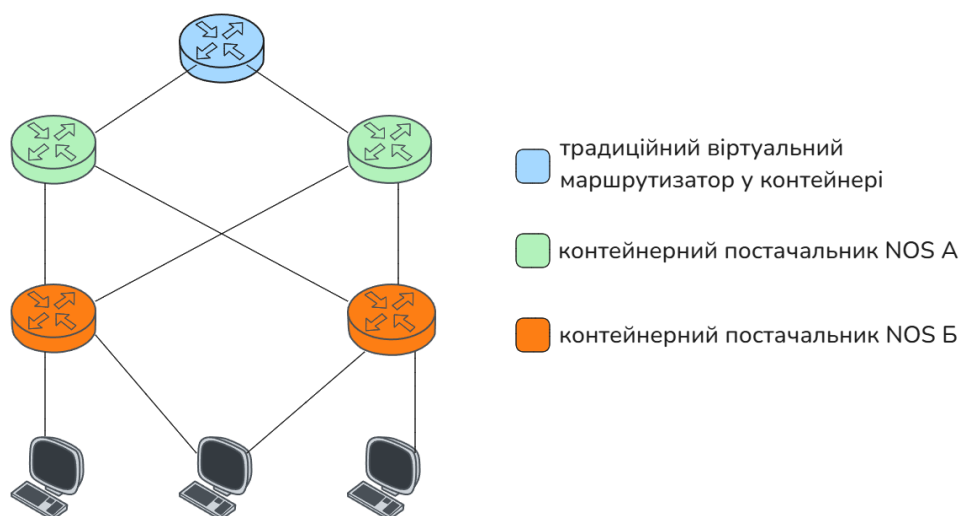 традиційний віртуальний
маршрутизатор у контейнері
контейнерний постачальник NOS А
контейнерний постачальник NOS Б